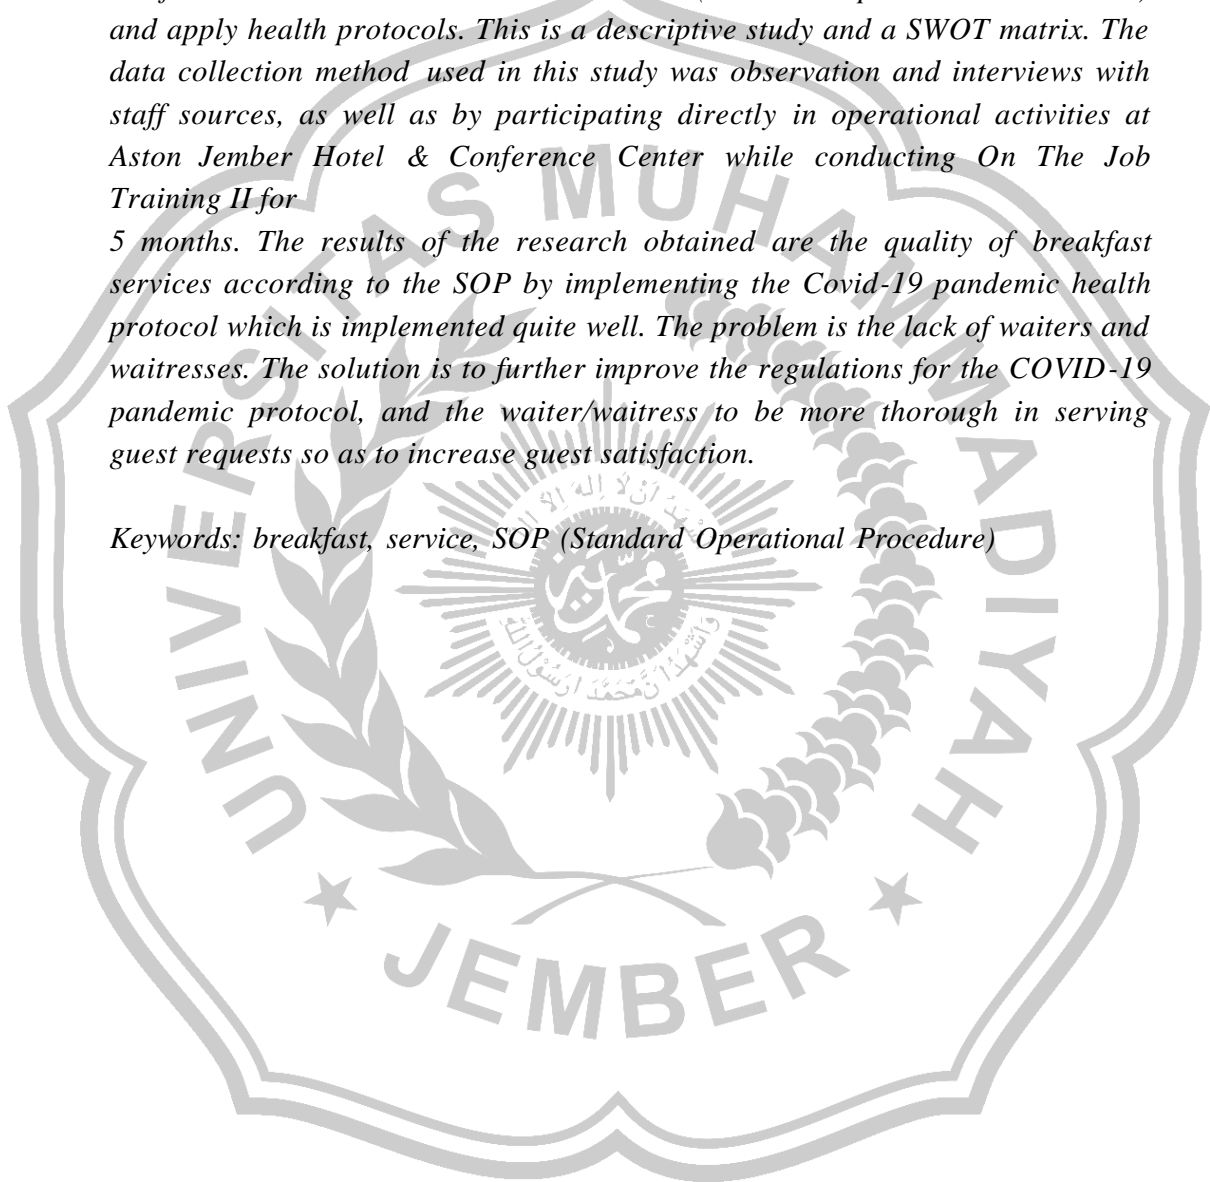 and apply health protocols. This is a descriptive study and a SWOT matrix. The
data collection method used in this study was observation and interviews with
staff sources, as well as by participating directly in operational activities at
Aston Jember Hotel & Conference Center while conducting On The Job
Training II for
5 months. The results of the research obtained are the quality of breakfast
services according to the SOP by implementing the Covid-19 pandemic health
protocol which is implemented quite well. The problem is the lack of waiters and
waitresses. The solution is to further improve the regulations for the COVID-19
pandemic protocol, and the waiter/waitress to be more thorough in serving
guest requests so as to increase guest satisfaction.
Keywords: breakfast, service, SOP (Standard Operational Procedure)
UNIVERSITAS MUHAMMADIYAH
JEMBER